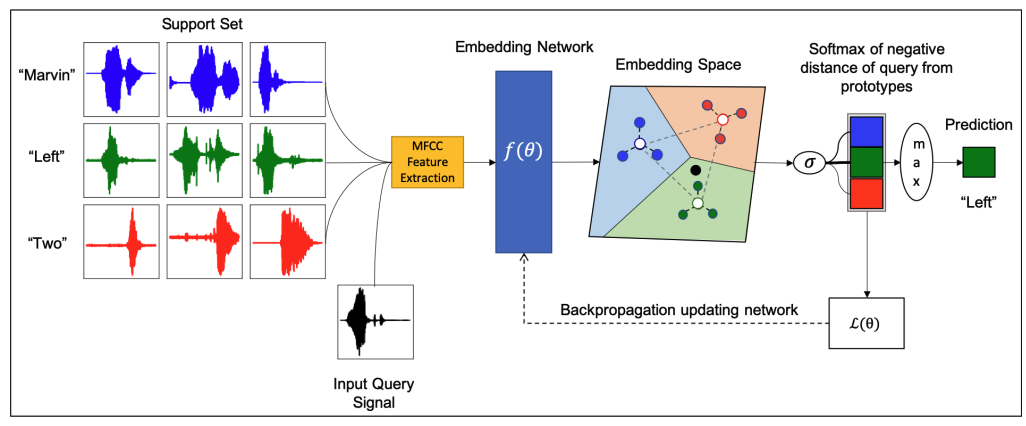 Support Set
“Marvin”
“Left”
“Two”
MFCC
Feature
Extraction
Input Query
Signal
Embedding Network
f(θ)
Embedding Space
Softmax of negative
distance of query from
prototypes
σ
m
a
x
Prediction
“Left”
Backpropagation updating network
ℒ(θ)